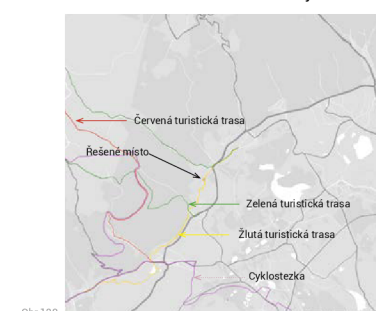 Červená turistická trasa
Řešené místo
Zelená turistická trasa
Žlutá turistická trasa
Cyklostezka